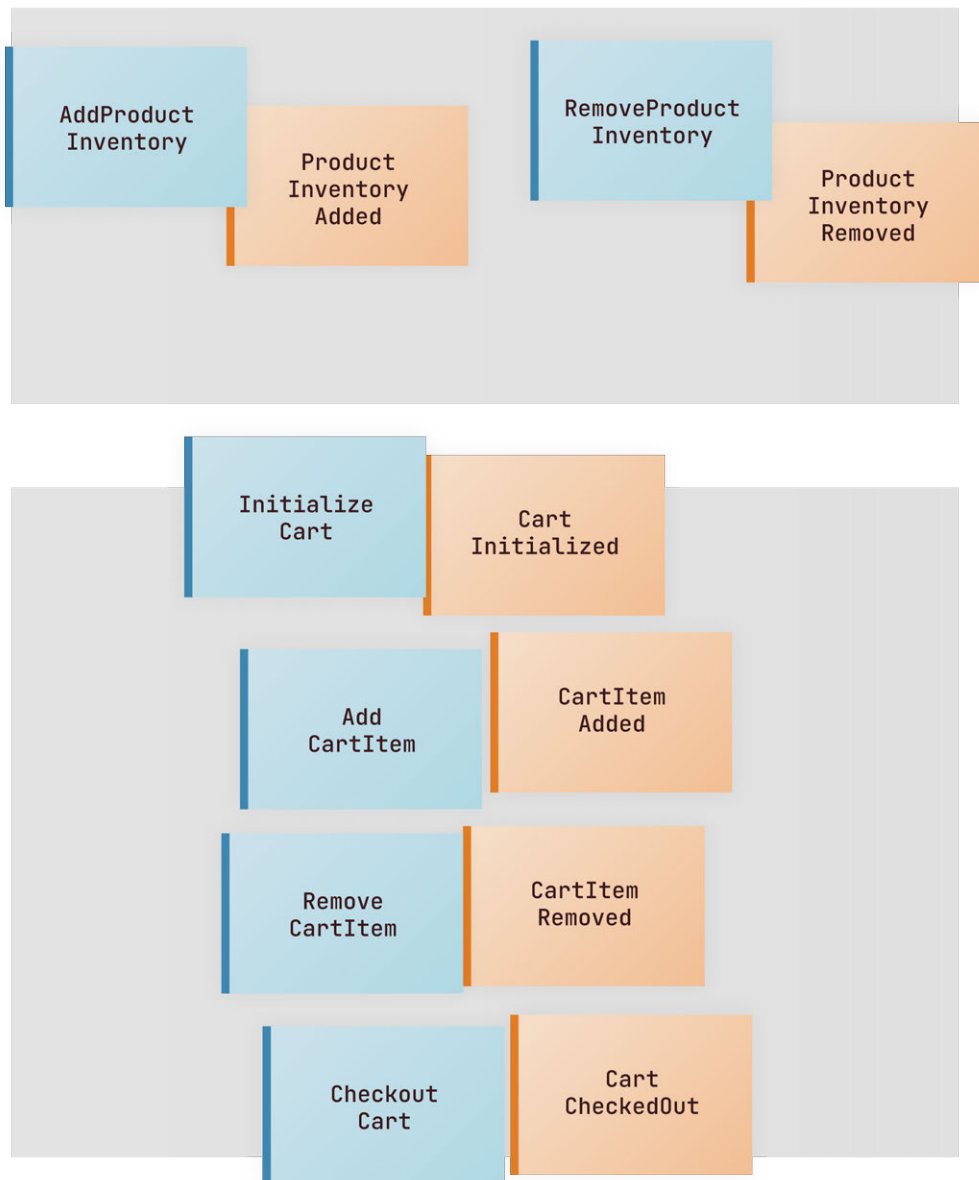 AddProduct
Inventory
Product
Inventory
Added
RemoveProduct
Inventory
Product
Inventory
Removed
Initialize
Cart
Cart
Initialized
Add
CartItem
CartItem
Added
Remove
CartItem
CartItem
Removed
Checkout
Cart
Cart
CheckedOut